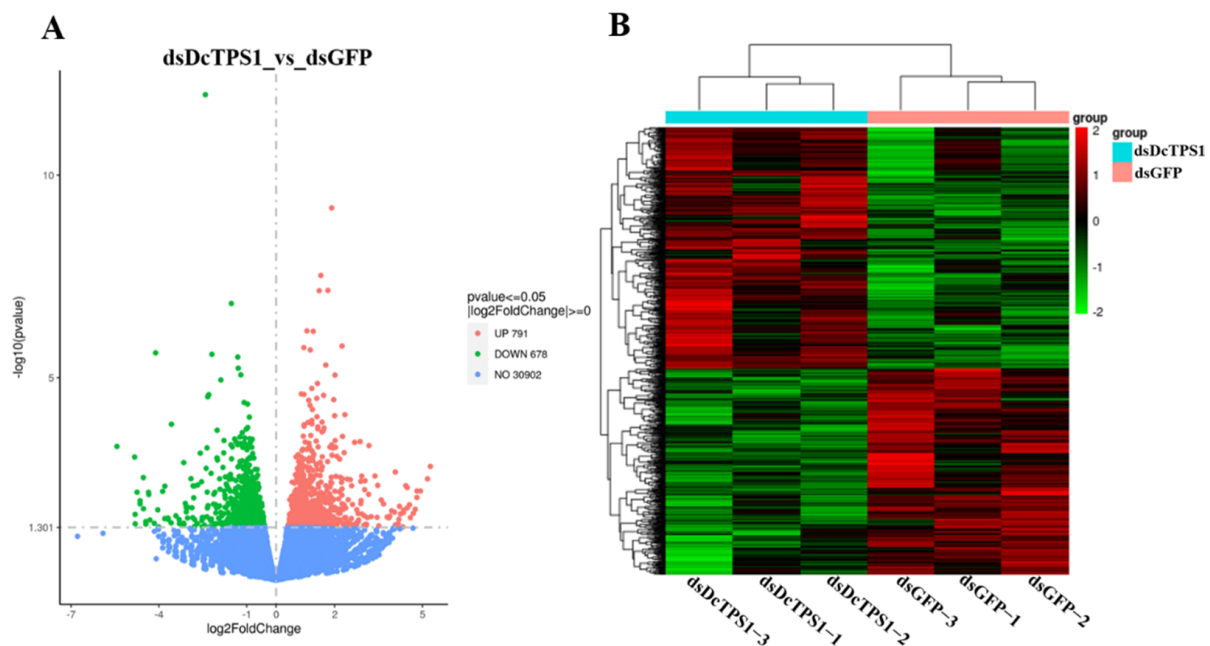 A
dsDcTPS1_vs_dsGFP
-log10(pvalue)
10
5
1.301
-7
-4
-1
0
2
5
log2FoldChange
pvalue<=0.05
|log2FoldChange|>=0
UP 791
DOWN 678
NO 30902
B
group
2
1
0
-1
-2
group
dsDcTPS1
dsGFP
dsDcTPS1-3
dsDcTPS1-1
dsDcTPS1-2
dsGFP-3
dsGFP-1
dsGFP-2